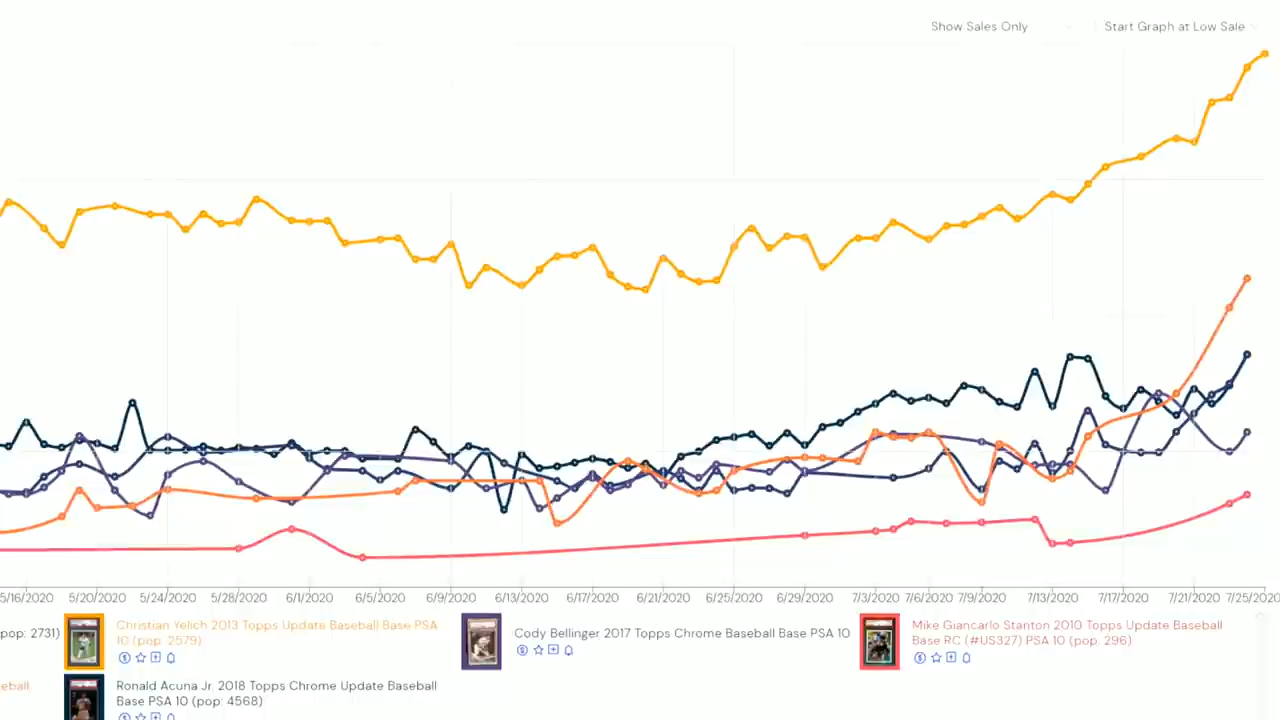 Show Sales Only
Start Graph at Low Sale
5/16/2020 5/20/2020 5/24/2020 5/28/2020 6/1/2020 6/5/2020 6/9/2020 6/13/2020 6/17/2020 6/21/2020 6/25/2020 6/29/2020 7/3/2020 7/6/2020 7/9/2020 7/13/2020 7/17/2020 7/21/2020 7/25/2020
pop: 2731)
Christian Yelich 2013 Topps Update Baseball Base PSA
10 (pop: 2579)
Cody Bellinger 2017 Topps Chrome Baseball Base PSA 10
Mike Giancarlo Stanton 2010 Topps Update Baseball
Base RC (#US327) PSA 10 (pop: 296)
eball
Ronald Acuna Jr. 2018 Topps Chrome Update Baseball
Base PSA 10 (pop: 4568)